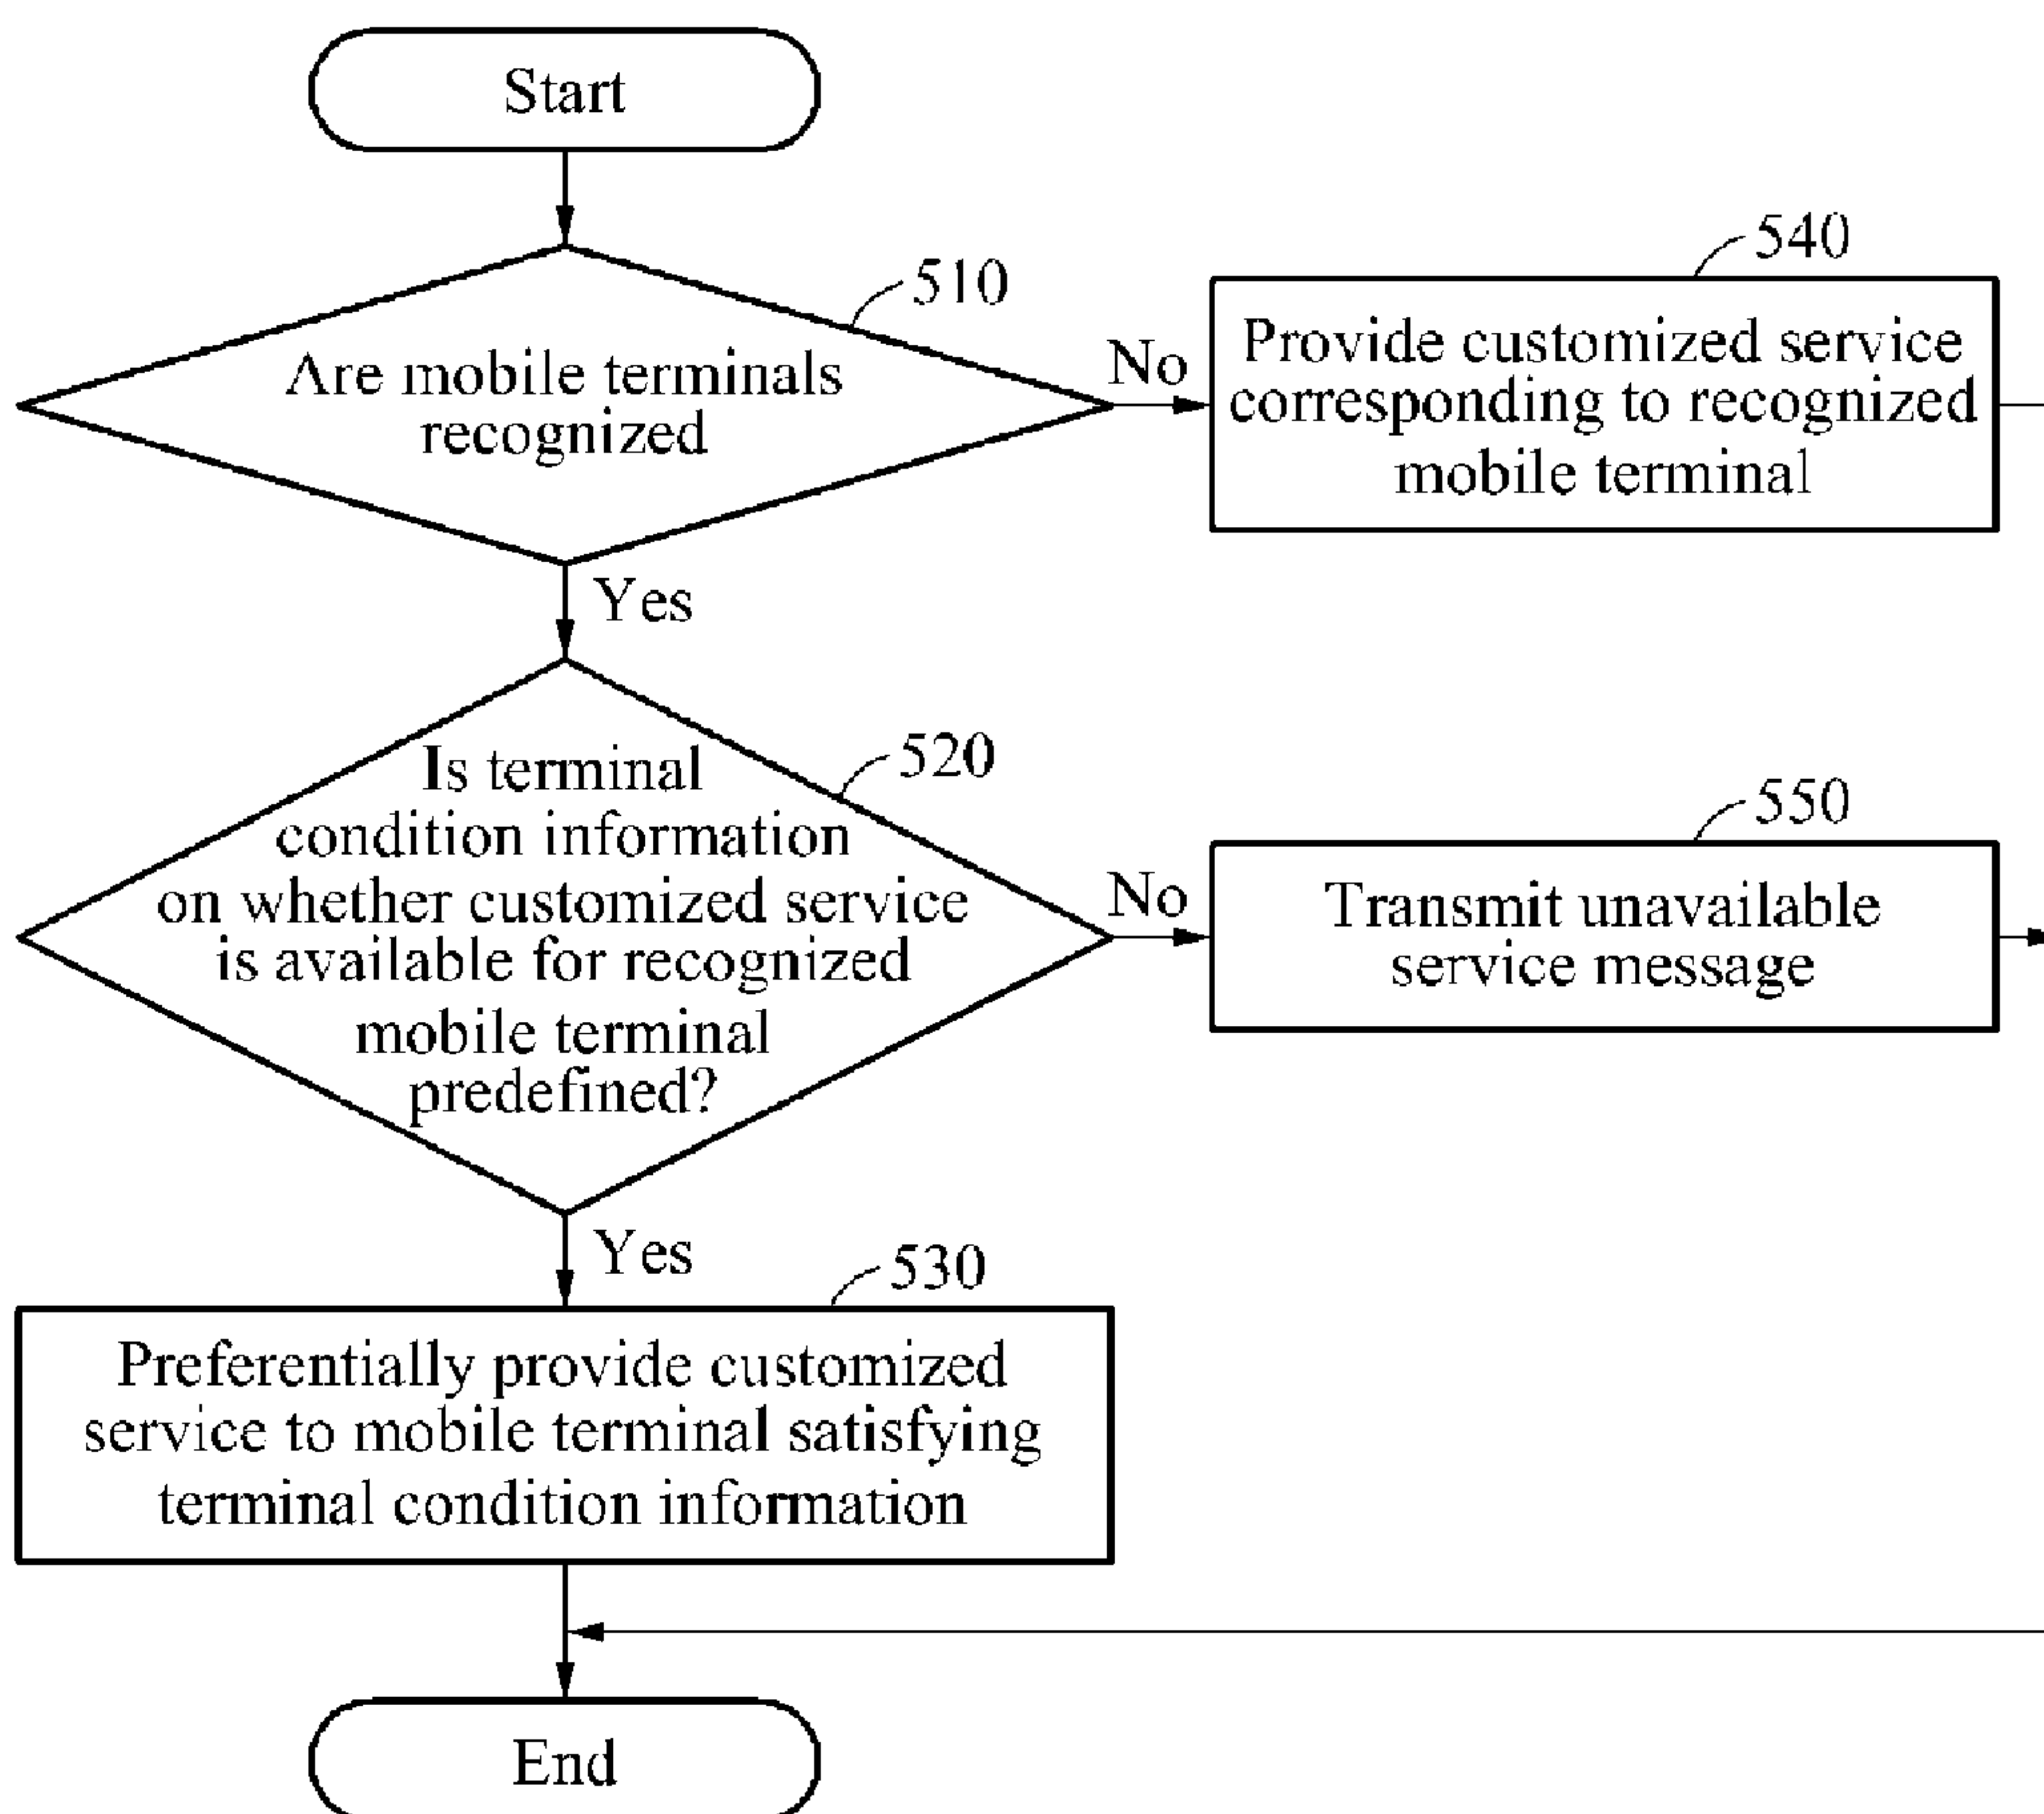 Start
510
Are mobile terminals
recognized
No
540
Provide customized service
corresponding to recognized
mobile terminal
Yes
520
Is terminal
condition information
on whether customized service
is available for recognized
mobile terminal
predefined?
No
550
Transmit unavailable
service message
Yes
530
Preferentially provide customized
service to mobile terminal satisfying
terminal condition information
End